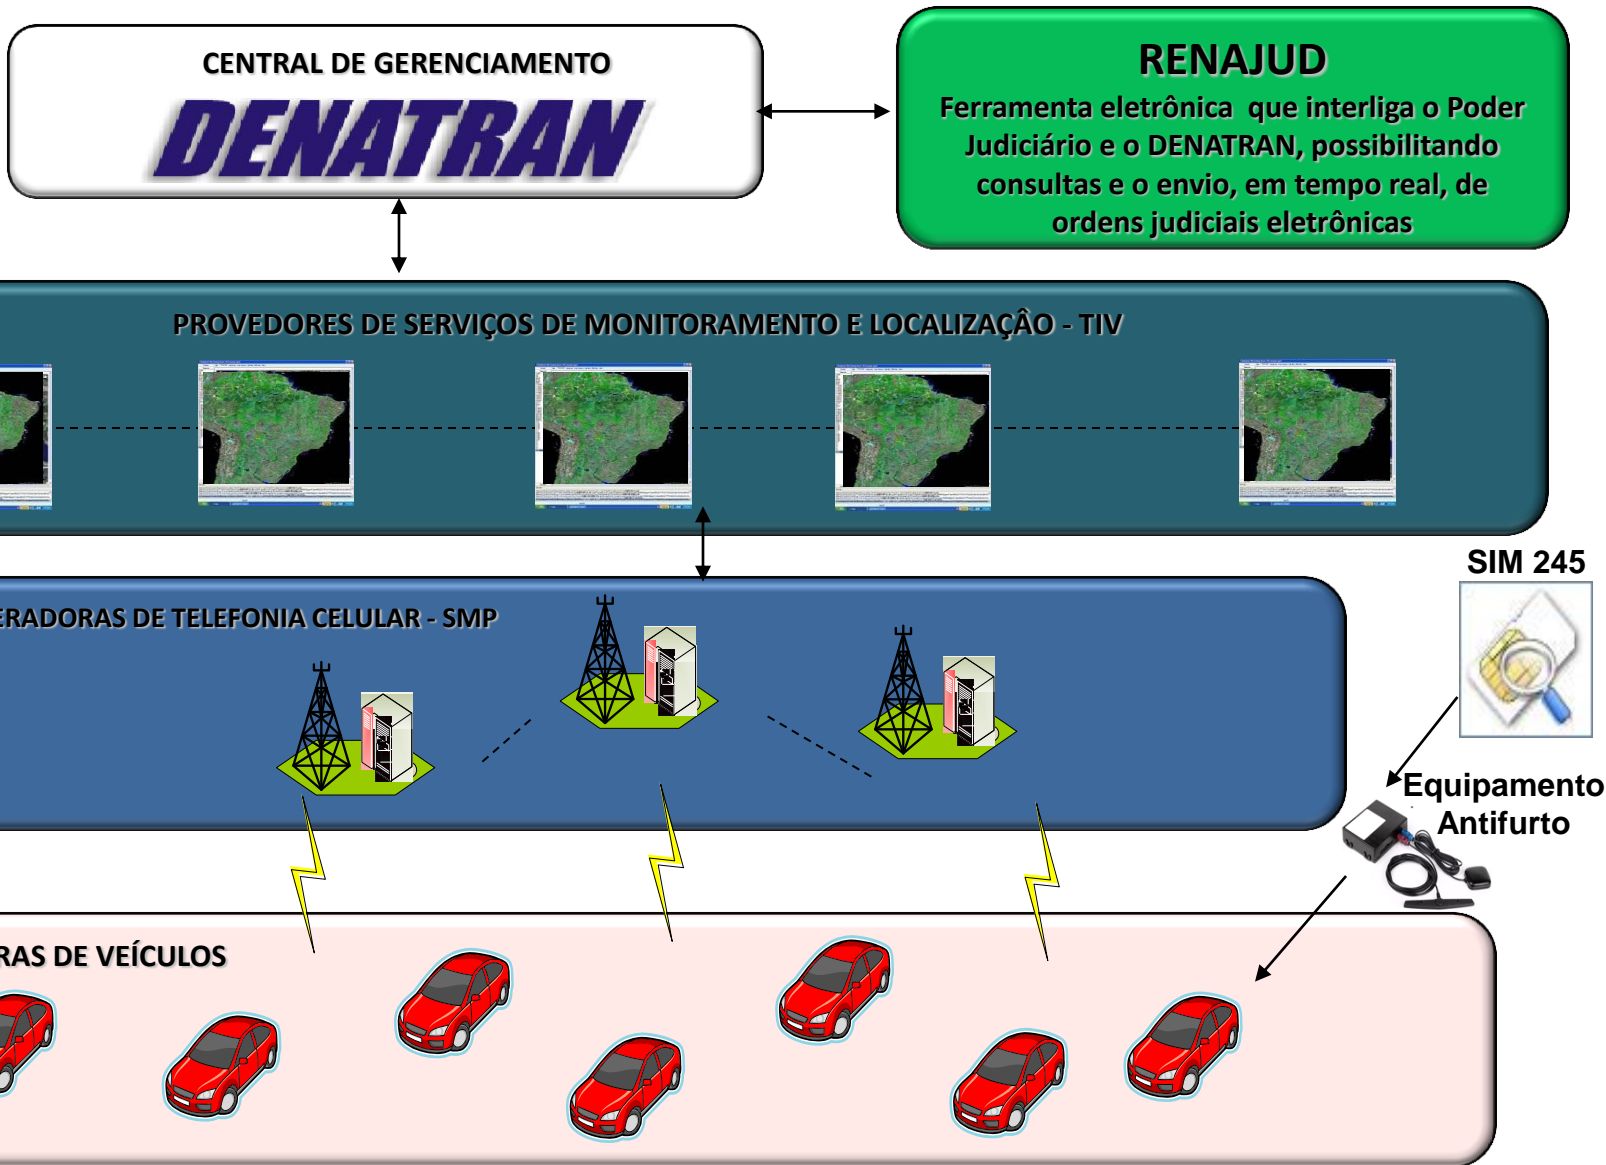 CENTRAL DE GERENCIAMENTO
DENATRAN
RENAJUD
Ferramenta eletrônica que interliga o Poder
Judiciário e o DENATRAN, possibilitando
consultas e o envio, em tempo real, de
ordens judiciais eletrônicas
PROVEDORES DE SERVIÇOS DE MONITORAMENTO E LOCALIZAÇÂO - TIV
SIM 245
ERADORAS DE TELEFONIA CELULAR - SMP
Equipamento
Antifurto
RAS DE VEÍCULOS